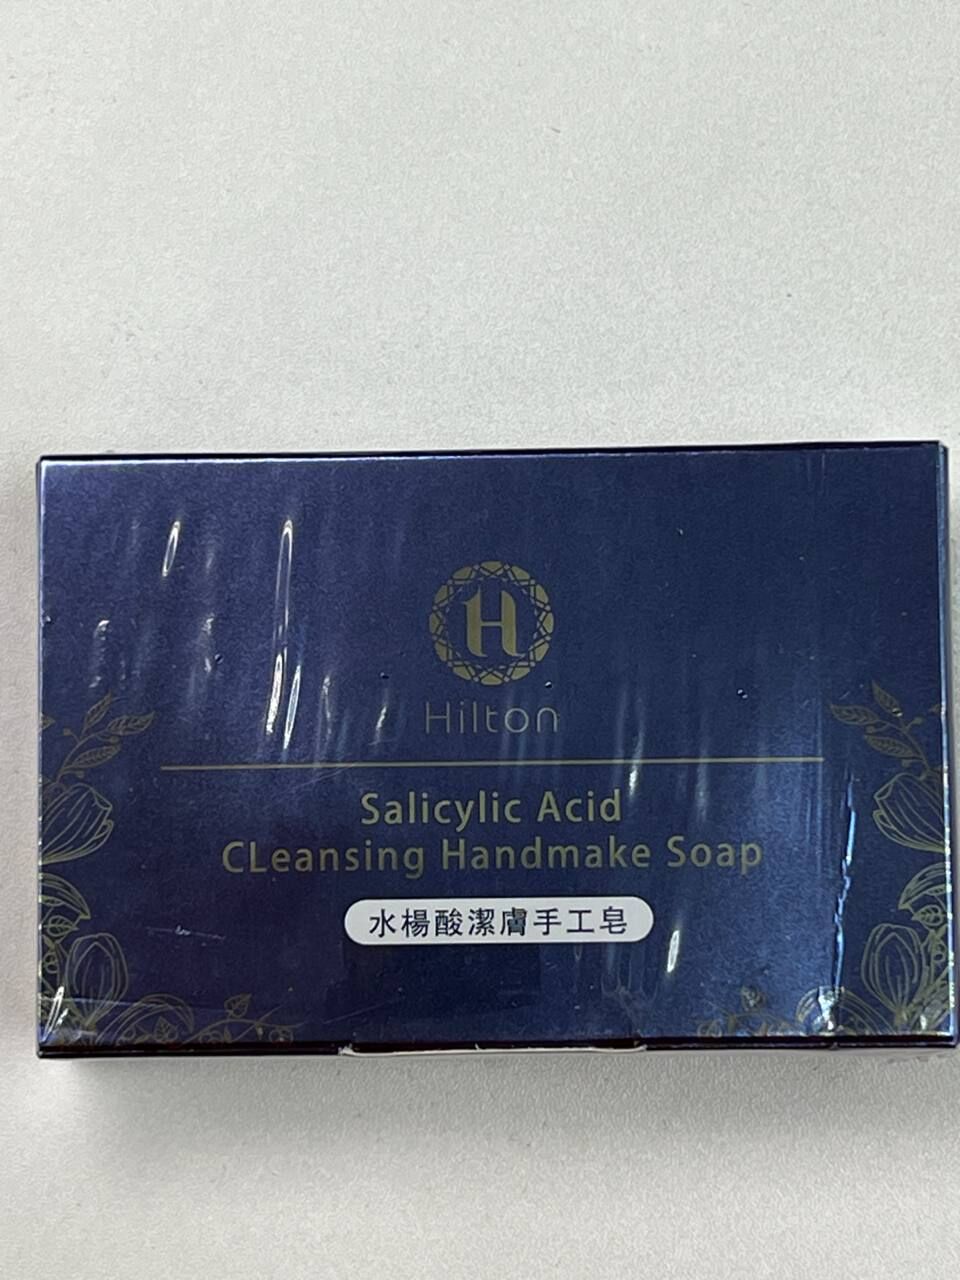 H
Hilton
Salicylic Acid
CLeansing Handmake Soap
水楊酸潔膚手工皂